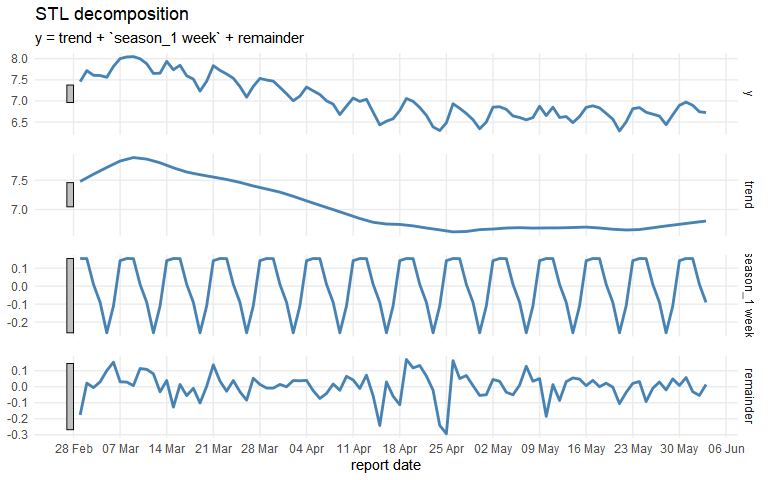 STL decomposition
y = trend + `season_1 week` + remainder
8.0
7.5
7.0
6.5
y
7.5
7.0
trend
0.1
0.0
-0.1
-0.2
season_1 week
0.1
0.0
-0.1
-0.2
-0.3
remainder
28 Feb 07 Mar 14 Mar 21 Mar 28 Mar 04 Apr 11 Apr 18 Apr 25 Apr 02 May 09 May 16 May 23 May 30 May 06 Jun
report date